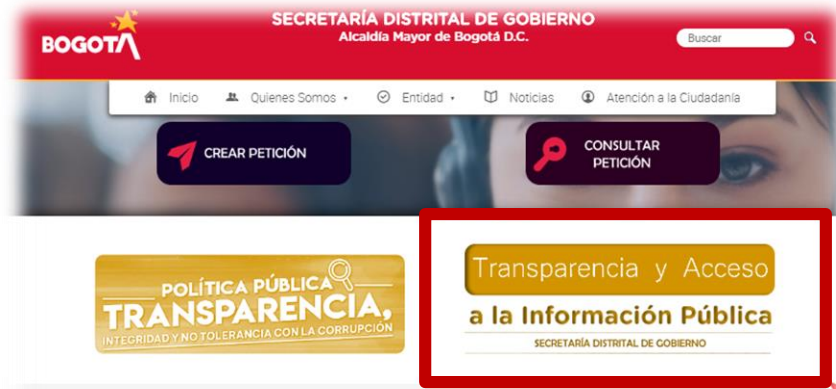 BOGOTÁ
SECRETARÍA DISTRITAL DE GOBIERNO
Alcaldía Mayor de Bogotá D.C.
Buscar
Inicio Quienes Somos Entidad Noticias Atención a la Ciudadanía
CREAR PETICIÓN
CONSULTAR
PETICIÓN
POLÍTICA PÚBLICA
TRANSPARENCIA,
INTEGRIDAD Y NO TOLERANCIA CON LA CORRUPCIÓN
Transparencia y Acceso
a la Información Pública
SECRETARÍA DISTRITAL DE GOBIERNO